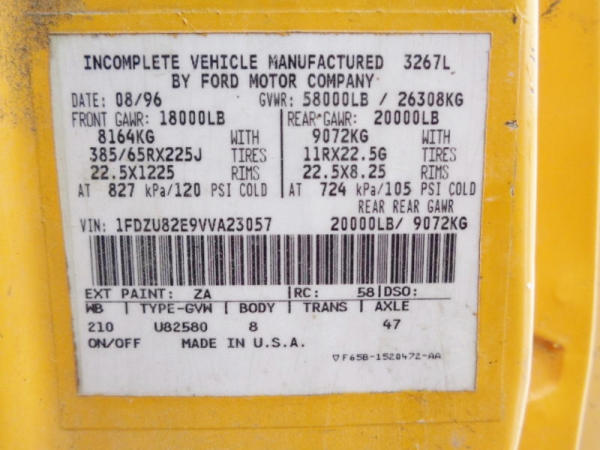 INCOMPLETE VEHICLE MANUFACTURED 3267L
BY FORD MOTOR COMPANY
DATE: 08/96 GVWR: 58000LB / 26308KG
FRONT GAWR: 18000LB REAR GAWR: 20000LB
8164KG WITH 9072KG WITH
385/65RX225J TIRES 11RX22.5G TIRES
22.5X1225 RIMS 22.5X8.25 RIMS
AT 827 kPa/120 PSI COLD AT 724 kPa/105 PSI COLD
REAR REAR GAWR
VIN: 1FDZU82E9VVA23057 20000LB/ 9072KG
EXT PAINT: ZA RC: 58 DSO:
WB TYPE-GVW BODY TRANS AXLE
210 U82580 8 47
ON/OFF MADE IN U.S.A.
▽F65B-1520472-AA